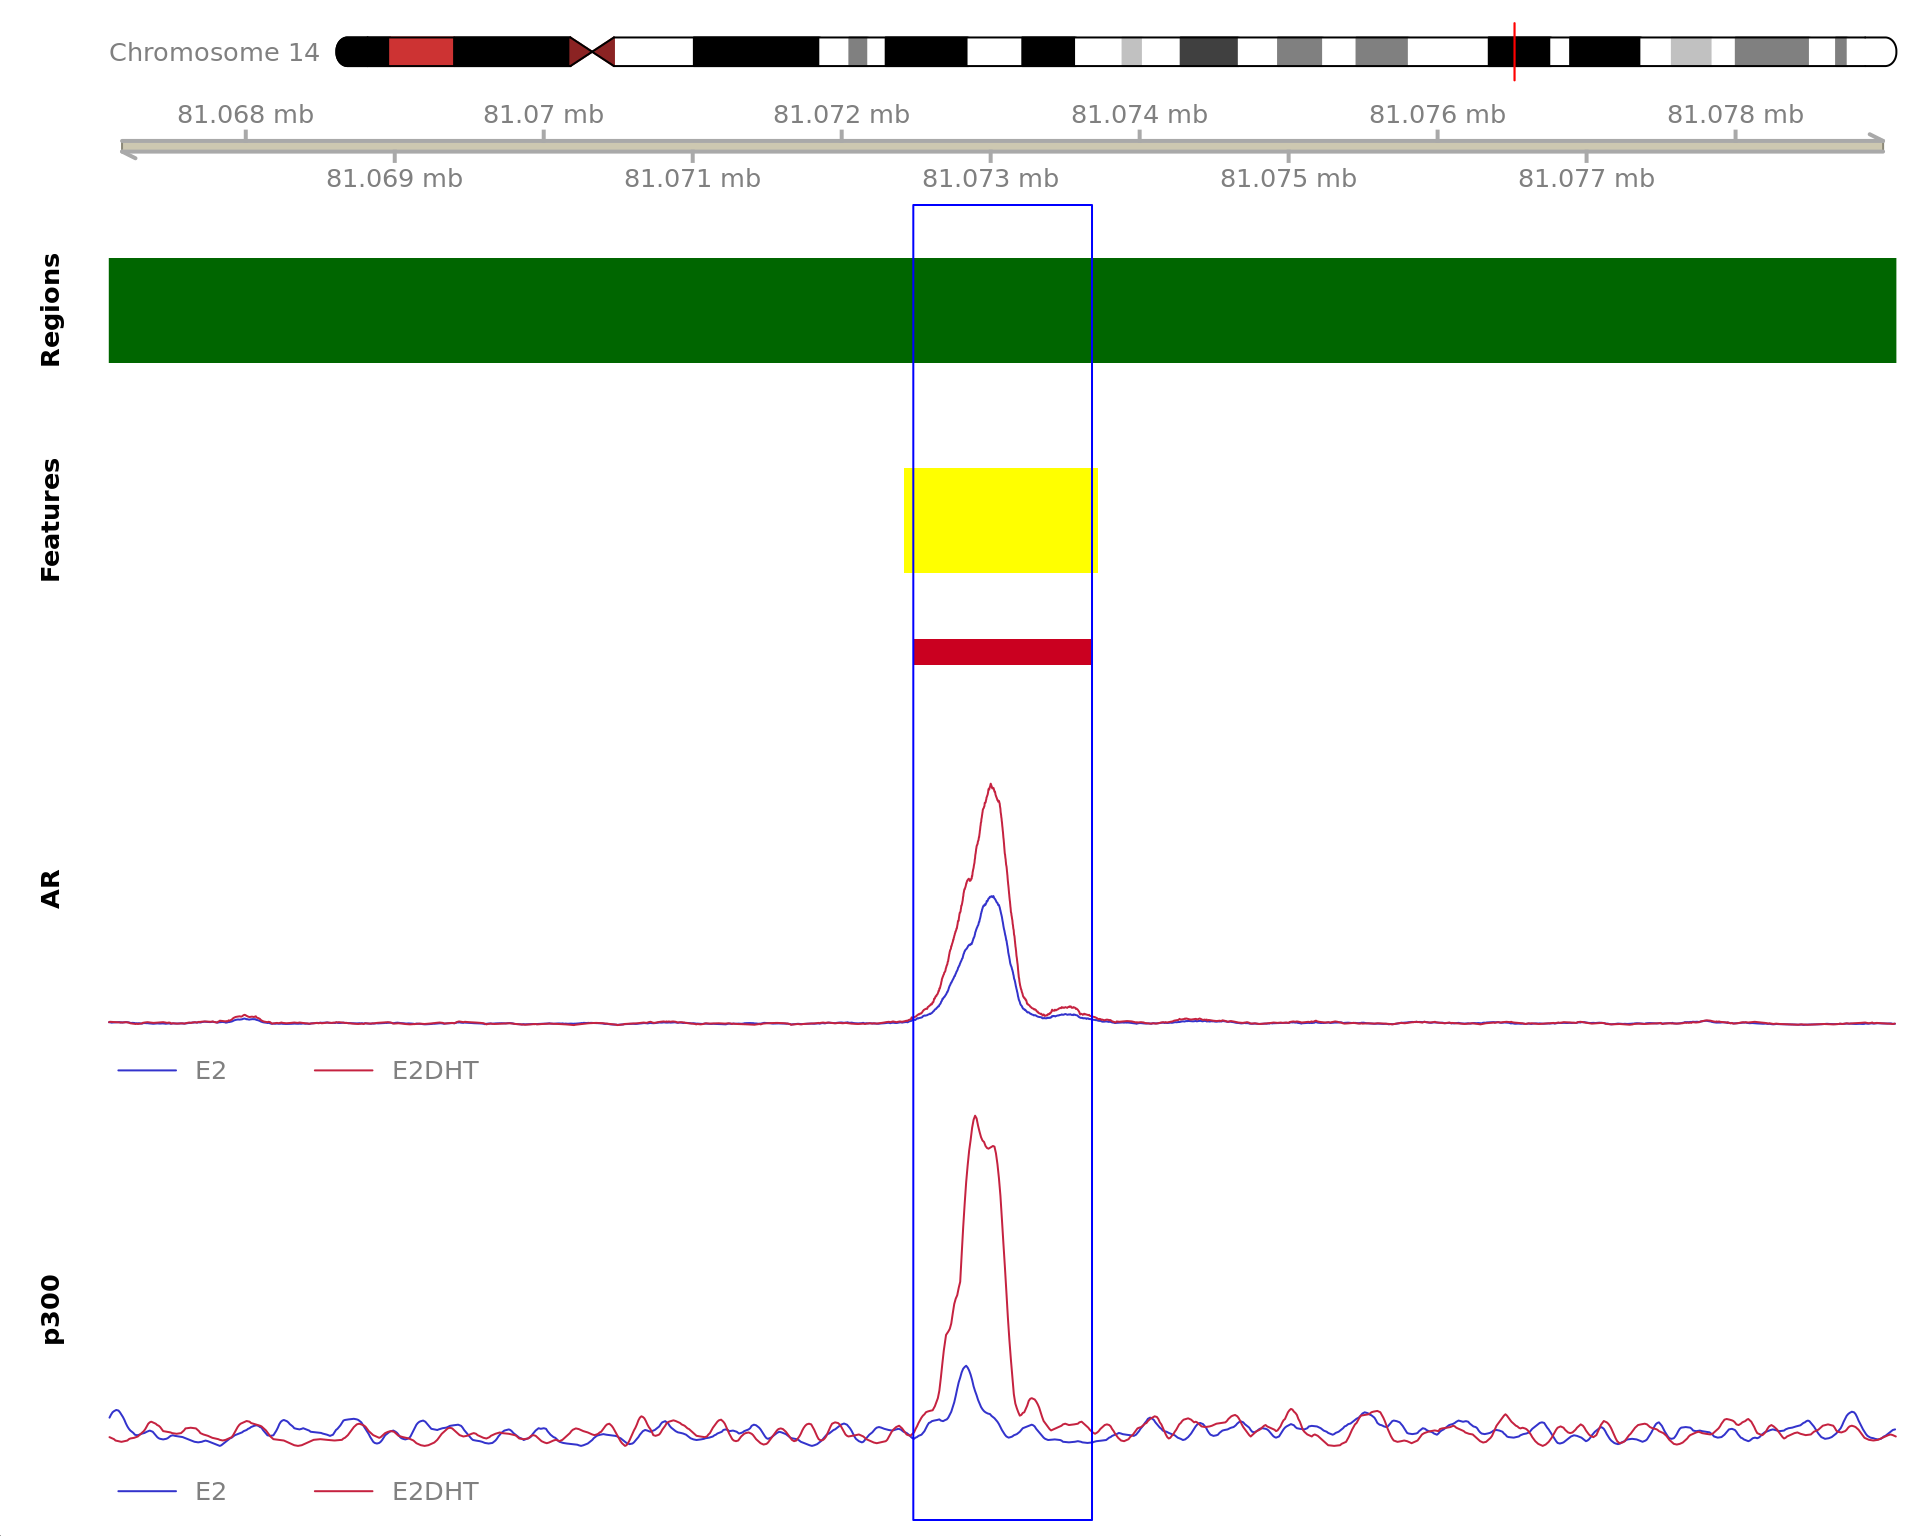 Chromosome 14
81.068 mb 81.07 mb 81.072 mb 81.074 mb 81.076 mb 81.078 mb
81.069 mb 81.071 mb 81.073 mb 81.075 mb 81.077 mb
Regions
Features
AR
E2 E2DHT
p300
E2 E2DHT